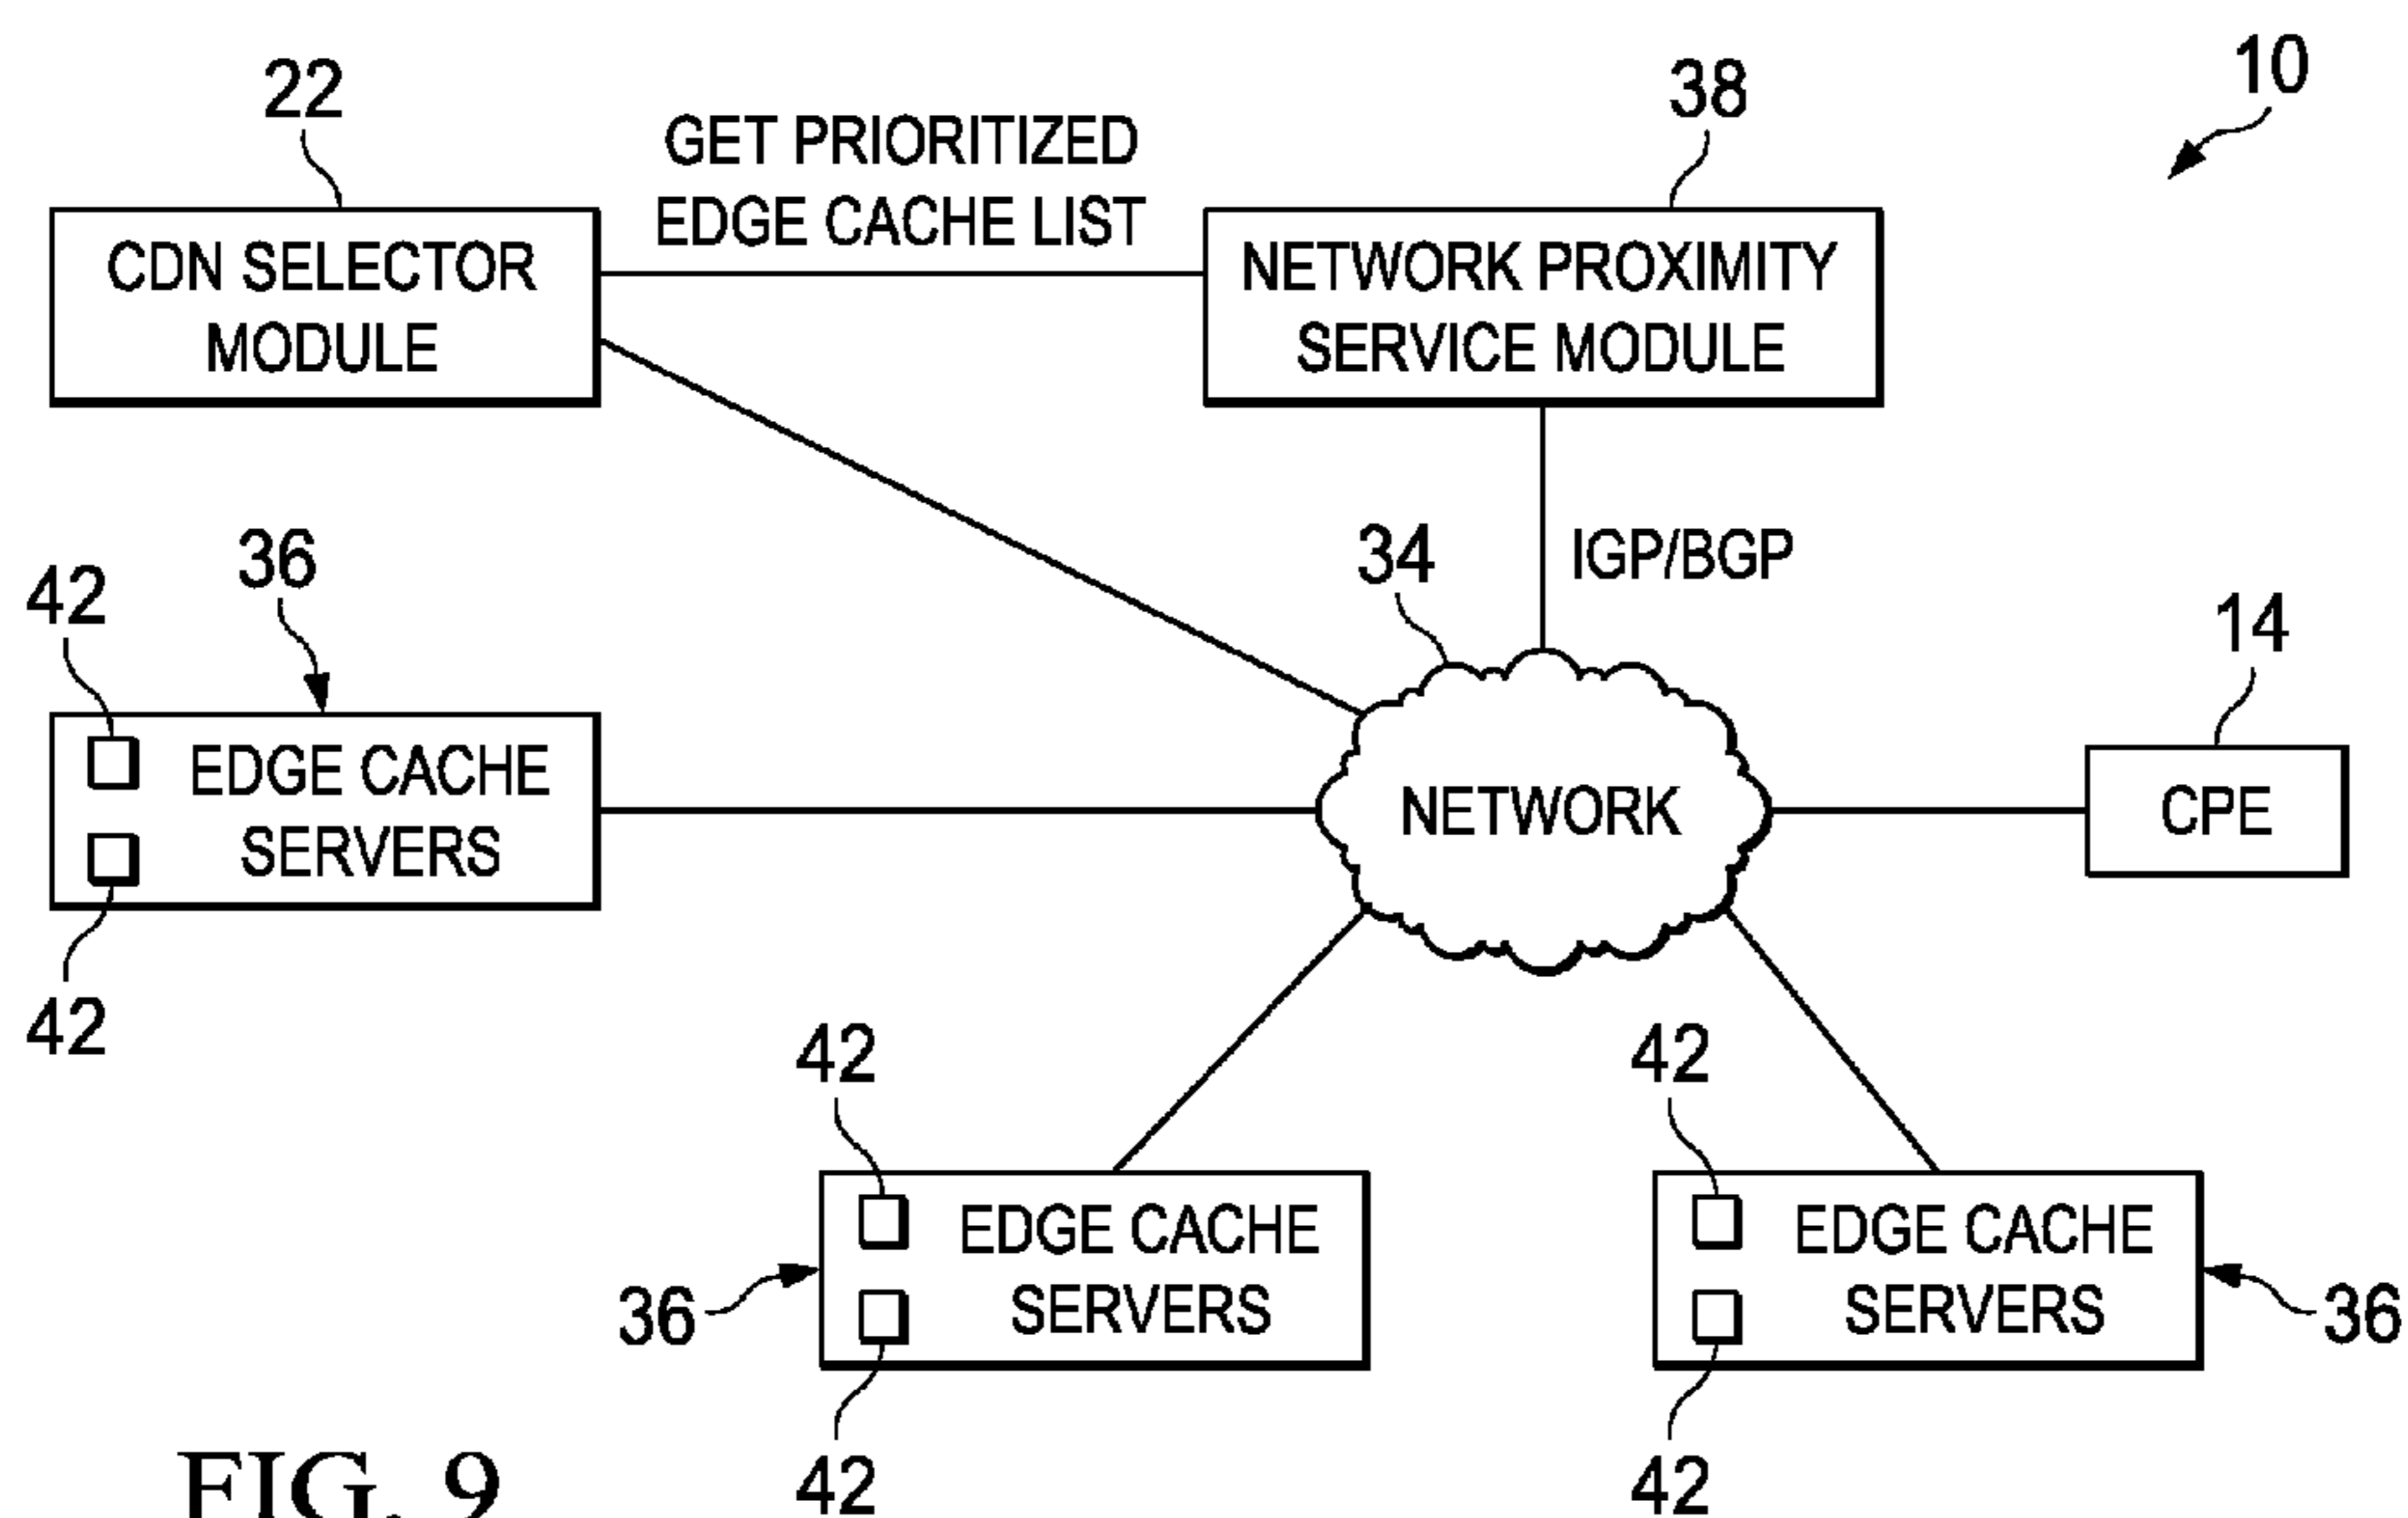 10
22
GET PRIORITIZED
EDGE CACHE LIST
38
CDN SELECTOR
MODULE
NETWORK PROXIMITY
SERVICE MODULE
34
IGP/BGP
36
42
14
EDGE CACHE
SERVERS
NETWORK
CPE
42
42
42
EDGE CACHE
SERVERS
EDGE CACHE
SERVERS
36
36
42
42
FIG. 9